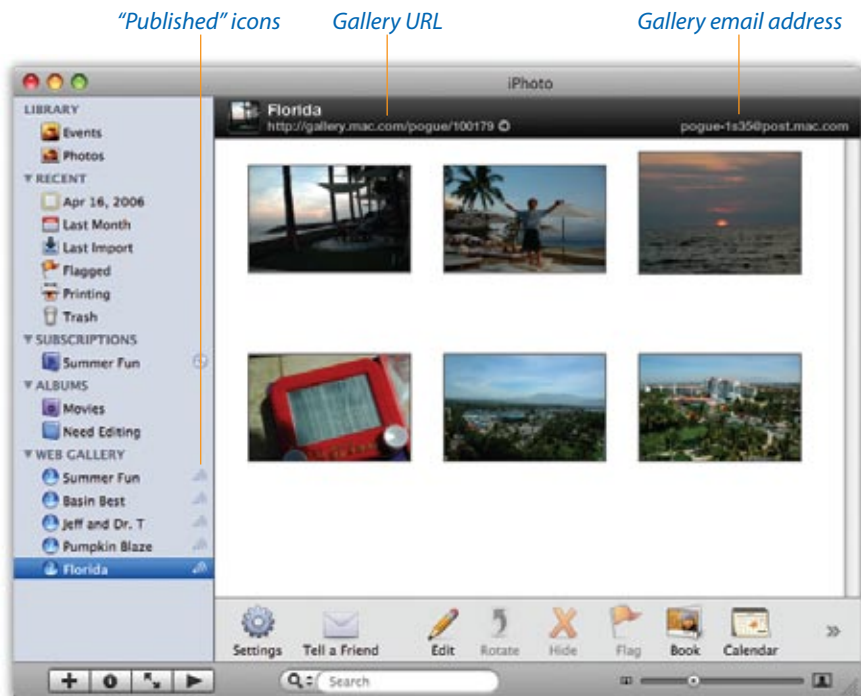 “Published” icons
Gallery URL
Gallery email address
iPhoto
LIBRARY
Events
Photos
RECENT
Apr 16, 2006
Last Month
Last Import
Flagged
Printing
Trash
SUBSCRIPTIONS
Summer Fun
ALBUMS
Movies
Need Editing
WEB GALLERY
Summer Fun
Basin Best
Jeff and Dr. T
Pumpkin Blaze
Florida
Florida
http://gallery.mac.com/pogue/100179
pogue-1s35@post.mac.com
Settings
Tell a Friend
Edit
Rotate
Hide
Flag
Book
Calendar
Search